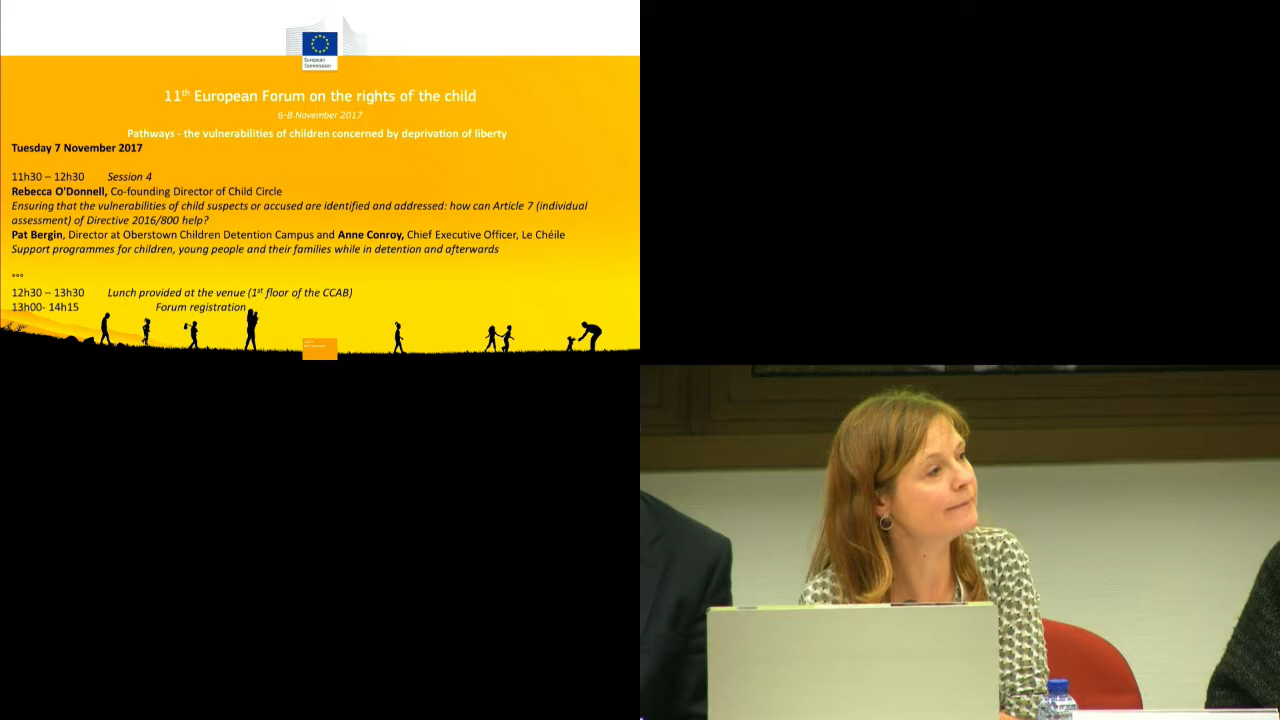 European
Commission
11th European Forum on the rights of the child
6-8 November 2017
Pathways - the vulnerabilities of children concerned by deprivation of liberty
Tuesday 7 November 2017
11h30 – 12h30 Session 4
Rebecca O'Donnell, Co-founding Director of Child Circle
Ensuring that the vulnerabilities of child suspects or accused are identified and addressed: how can Article 7 (individual
assessment) of Directive 2016/800 help?
Pat Bergin, Director at Oberstown Children Detention Campus and Anne Conroy, Chief Executive Officer, Le Chéile
Support programmes for children, young people and their families while in detention and afterwards
°°°
12h30 – 13h30 Lunch provided at the venue (1st floor of the CCAB)
13h00- 14h15 Forum registration